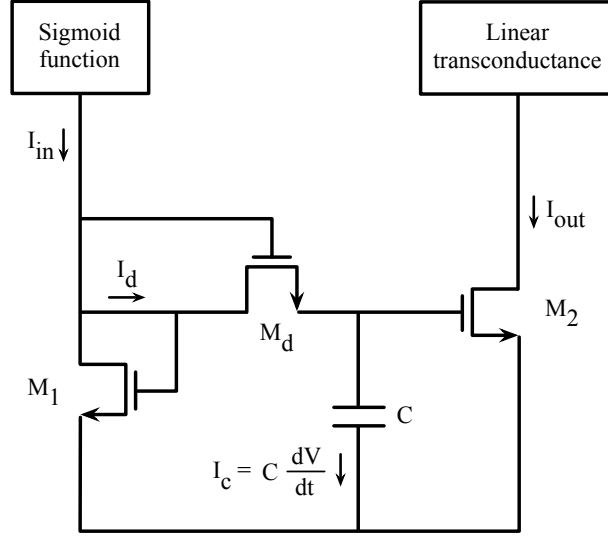 Sigmoid
function
Linear
transconductance
I_in
I_out
I_d
M_d
M_2
M_1
C
I_c = C dV/dt